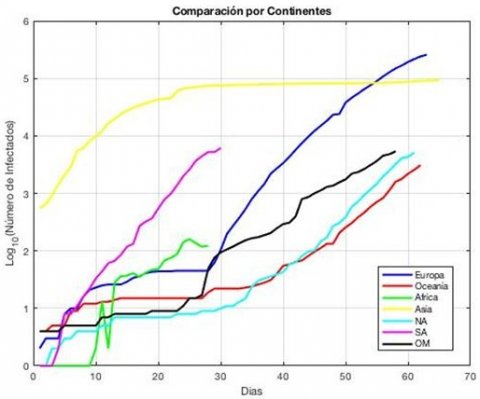 Comparación por Continentes
Log10(Número de Infectados)
6
5
4
3
2
1
0
0 10 20 30 40 50 60 70
Dias
Europa
Oceania
Africa
Asia
NA
SA
OM